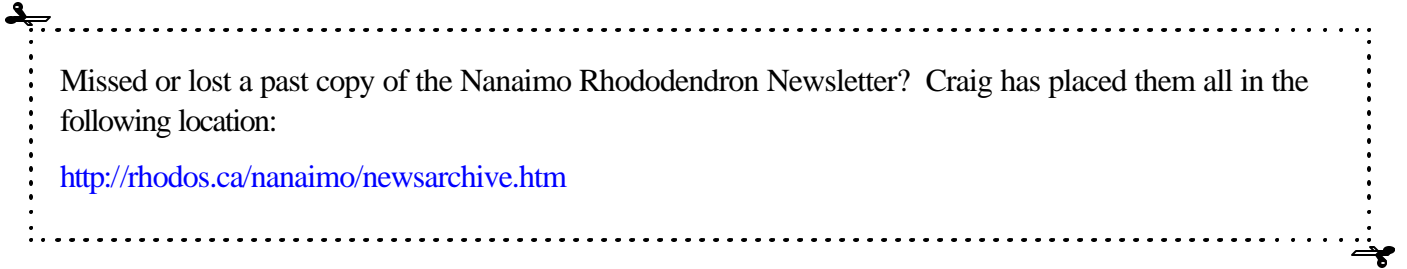 Missed or lost a past copy of the Nanaimo Rhododendron Newsletter?  Craig has placed them all in the
following location:
http://rhodos.ca/nanaimo/newsarchive.htm